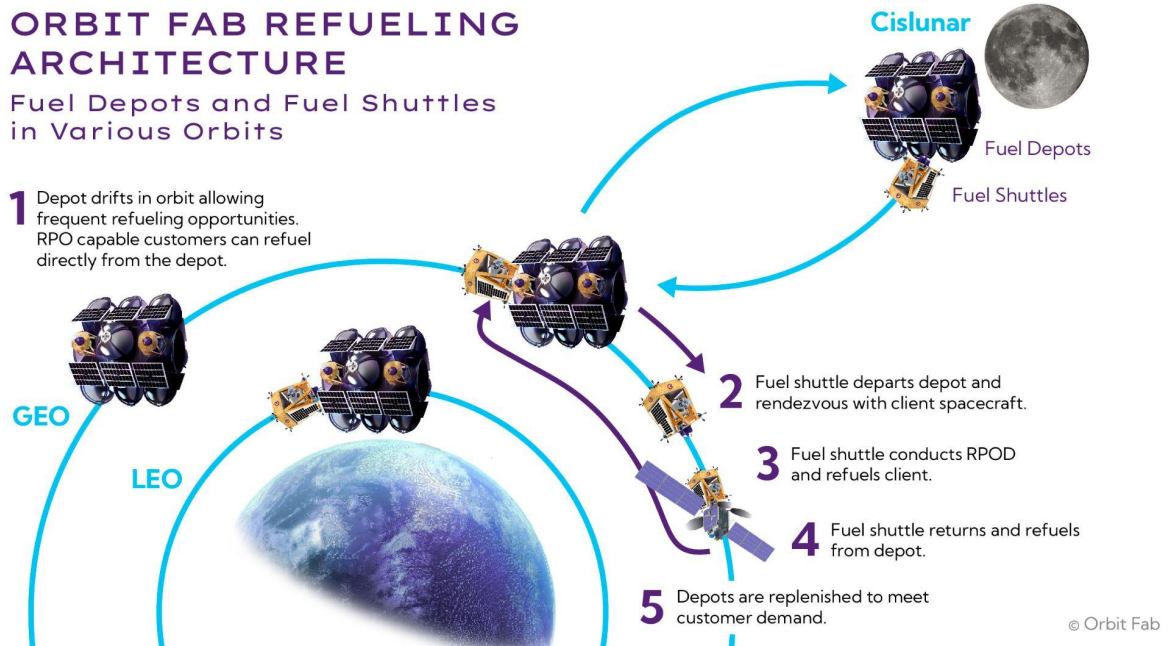 ORBIT FAB REFUELING
ARCHITECTURE
Fuel Depots and Fuel Shuttles
in Various Orbits
Cislunar
Fuel Depots
Fuel Shuttles
1
Depot drifts in orbit allowing
frequent refueling opportunities.
RPO capable customers can refuel
directly from the depot.
GEO
LEO
2
Fuel shuttle departs depot and
rendezvous with client spacecraft.
3
Fuel shuttle conducts RPOD
and refuels client.
4
Fuel shuttle returns and refuels
from depot.
5
Depots are replenished to meet
customer demand.
© Orbit Fab